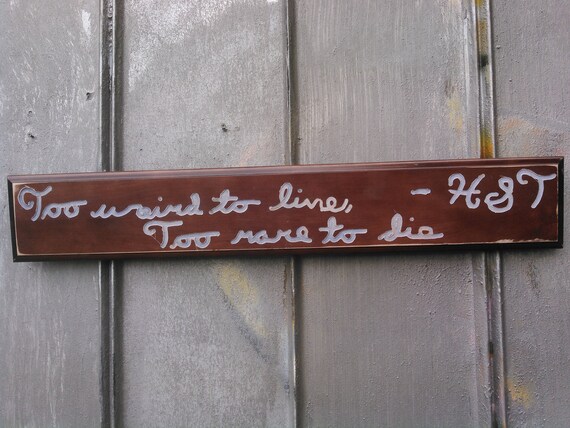 Too weird to live, - HST
Too rare to die